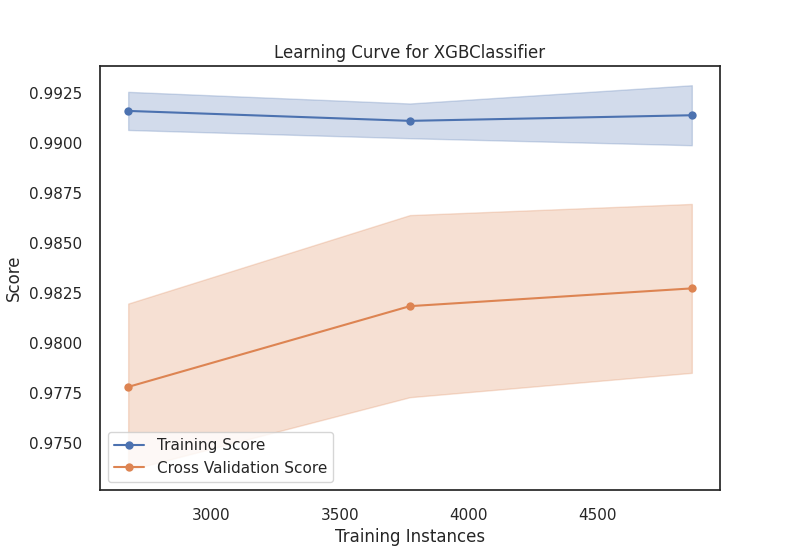 Learning Curve for XGBClassifier
0.9925
0.9900
0.9875
0.9850
0.9825
0.9800
0.9775
0.9750
Score
Training Score
Cross Validation Score
3000 3500 4000 4500
Training Instances